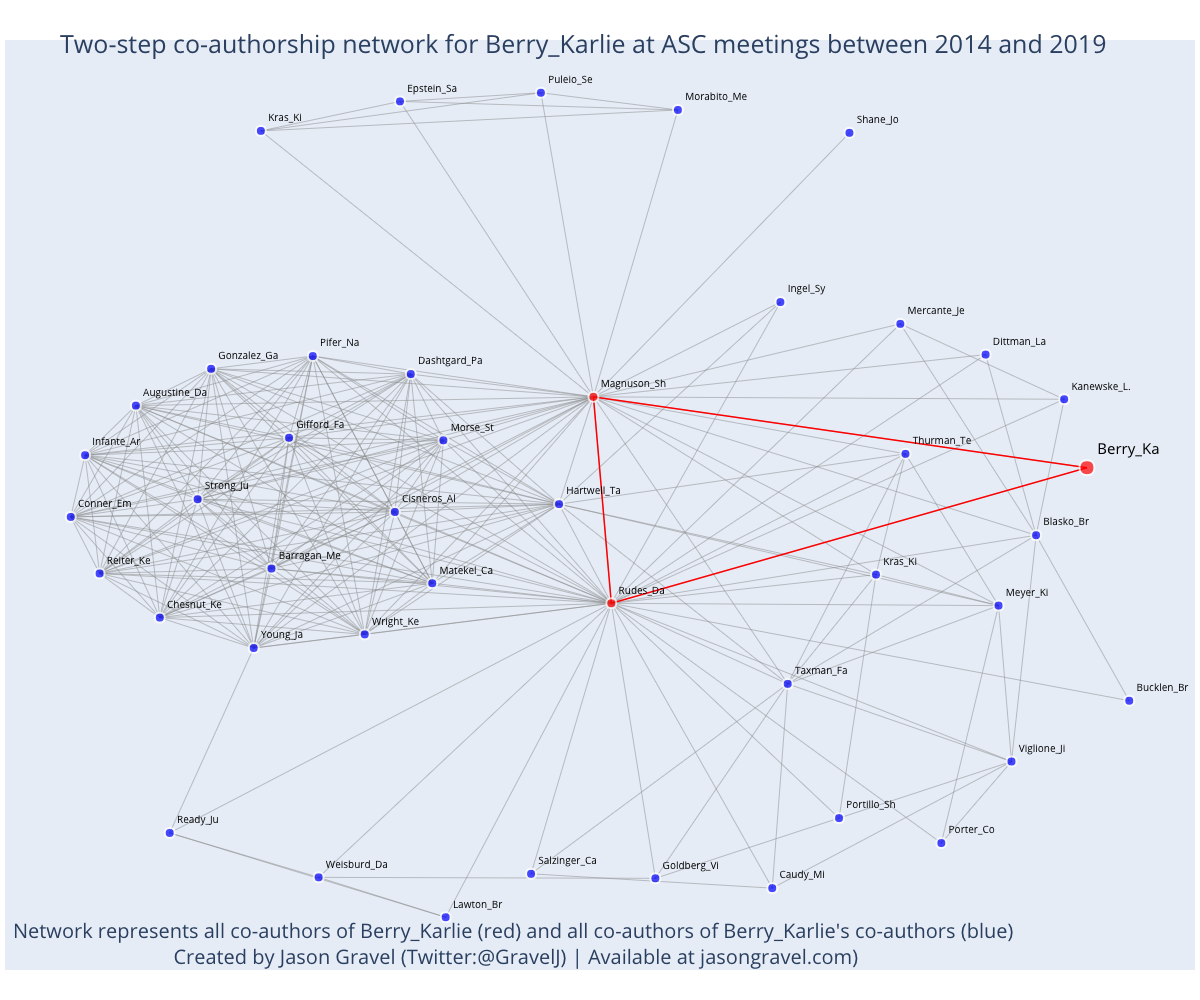 Two-step co-authorship network for Berry_Karlie at ASC meetings between 2014 and 2019
Puleio_Se
Epstein_Sa
Morabito_Me
Kras_Ki
Shane_Jo
Ingel_Sy
Mercante_Je
Pifer_Na
Dittman_La
Gonzalez_Ga
Dashtgard_Pa
Magnuson_Sh
Kanewske_L.
Augustine_Da
Gifford_Fa
Morse_St
Infante_Ar
Thurman_Te
Berry_Ka
Strong_Ju
Hartwell_Ta
Cisneros_Al
Conner_Em
Blasko_Br
Reiter_Ke
Barragan_Me
Matekel_Ca
Kras_Ki
Rudes_Da
Meyer_Ki
Chesnut_Ke
Wright_Ke
Young_Ja
Taxman_Fa
Bucklen_Br
Viglione_Ji
Portillo_Sh
Ready_Ju
Porter_Co
Weisburd_Da
Salzinger_Ca
Goldberg_Vi
Caudy_Mi
Lawton_Br
Network represents all co-authors of Berry_Karlie (red) and all co-authors of Berry_Karlie's co-authors (blue)
Created by Jason Gravel (Twitter:@GravelJ) | Available at jasongravel.com)